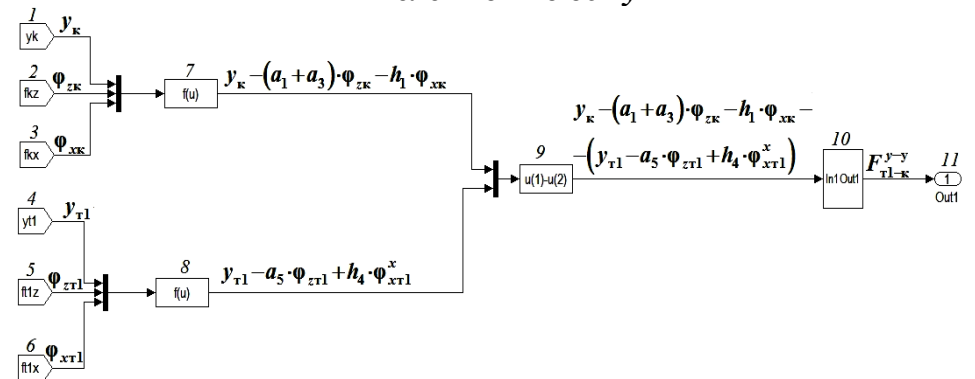 1
yk
y_к
2
fkz
φ_zк
3
fkx
φ_xк
7
f(u)
y_к −(a_1 + a_3)·φ_zк − h_1·φ_xк
4
yt1
y_т1
5
ft1z
φ_zт1
6
ft1x
φ_xт1
8
f(u)
y_т1 − a_5·φ_zт1 + h_4·φ^x_xт1
9
u(1)-u(2)
y_к −(a_1 + a_3)·φ_zк − h_1·φ_xк −
−(y_т1 − a_5·φ_zт1 + h_4·φ^x_xт1)
10
In1 Out1
F^y–y_т1–к
11
1
Out1